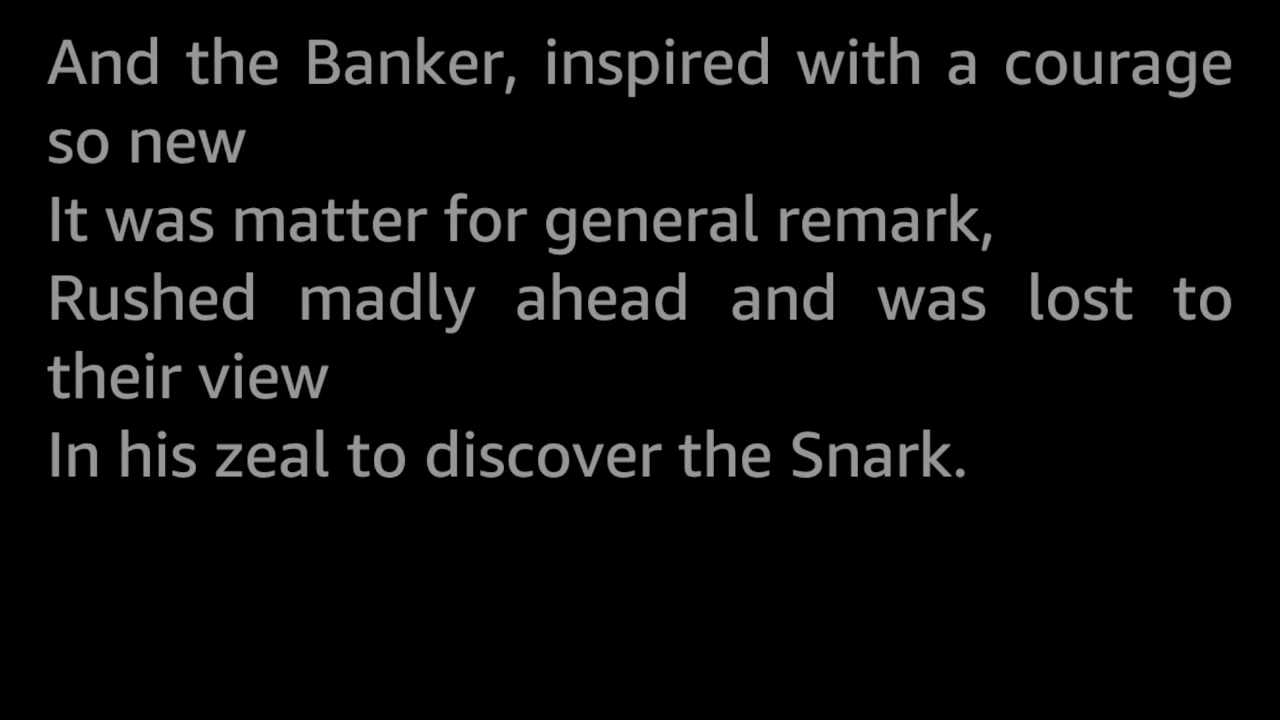 And the Banker, inspired with a courage
so new
It was matter for general remark,
Rushed madly ahead and was lost to
their view
In his zeal to discover the Snark.